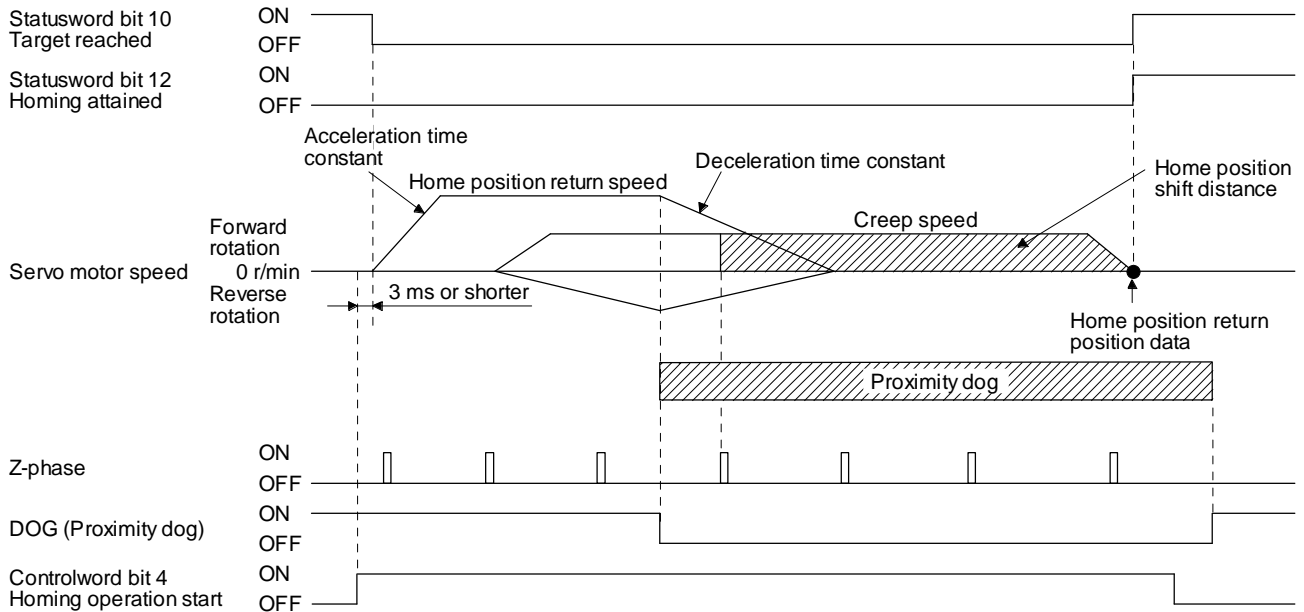 Statusword bit 10
Target reached
ON
OFF
Statusword bit 12
Homing attained
ON
OFF
Acceleration time
constant
Home position return speed
Deceleration time constant
Home position
shift distance
Creep speed
Servo motor speed
Forward
rotation
0 r/min
Reverse
rotation
3 ms or shorter
Home position return
position data
Proximity dog
Z-phase
ON
OFF
DOG (Proximity dog)
ON
OFF
Controlword bit 4
Homing operation start
ON
OFF